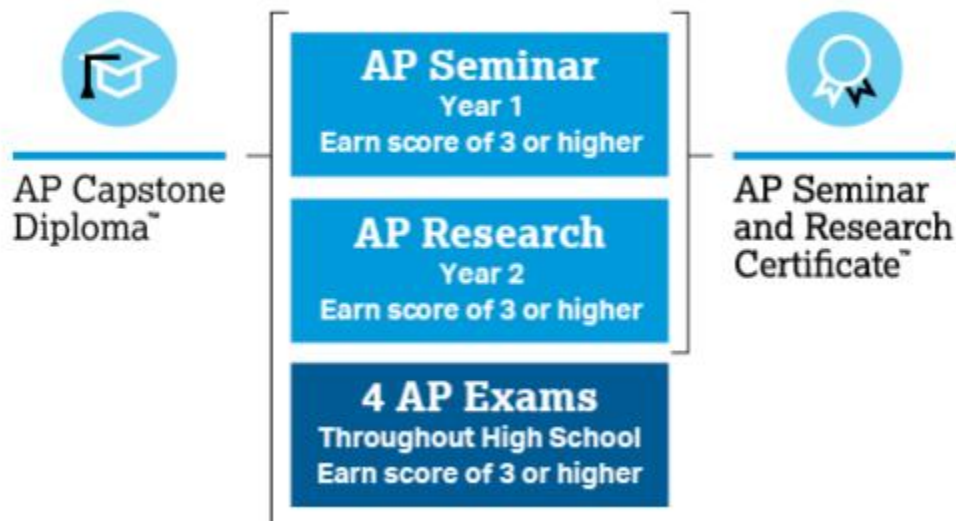 AP Capstone
Diploma™
AP Seminar
Year 1
Earn score of 3 or higher
AP Research
Year 2
Earn score of 3 or higher
4 AP Exams
Throughout High School
Earn score of 3 or higher
AP Seminar
and Research
Certificate™